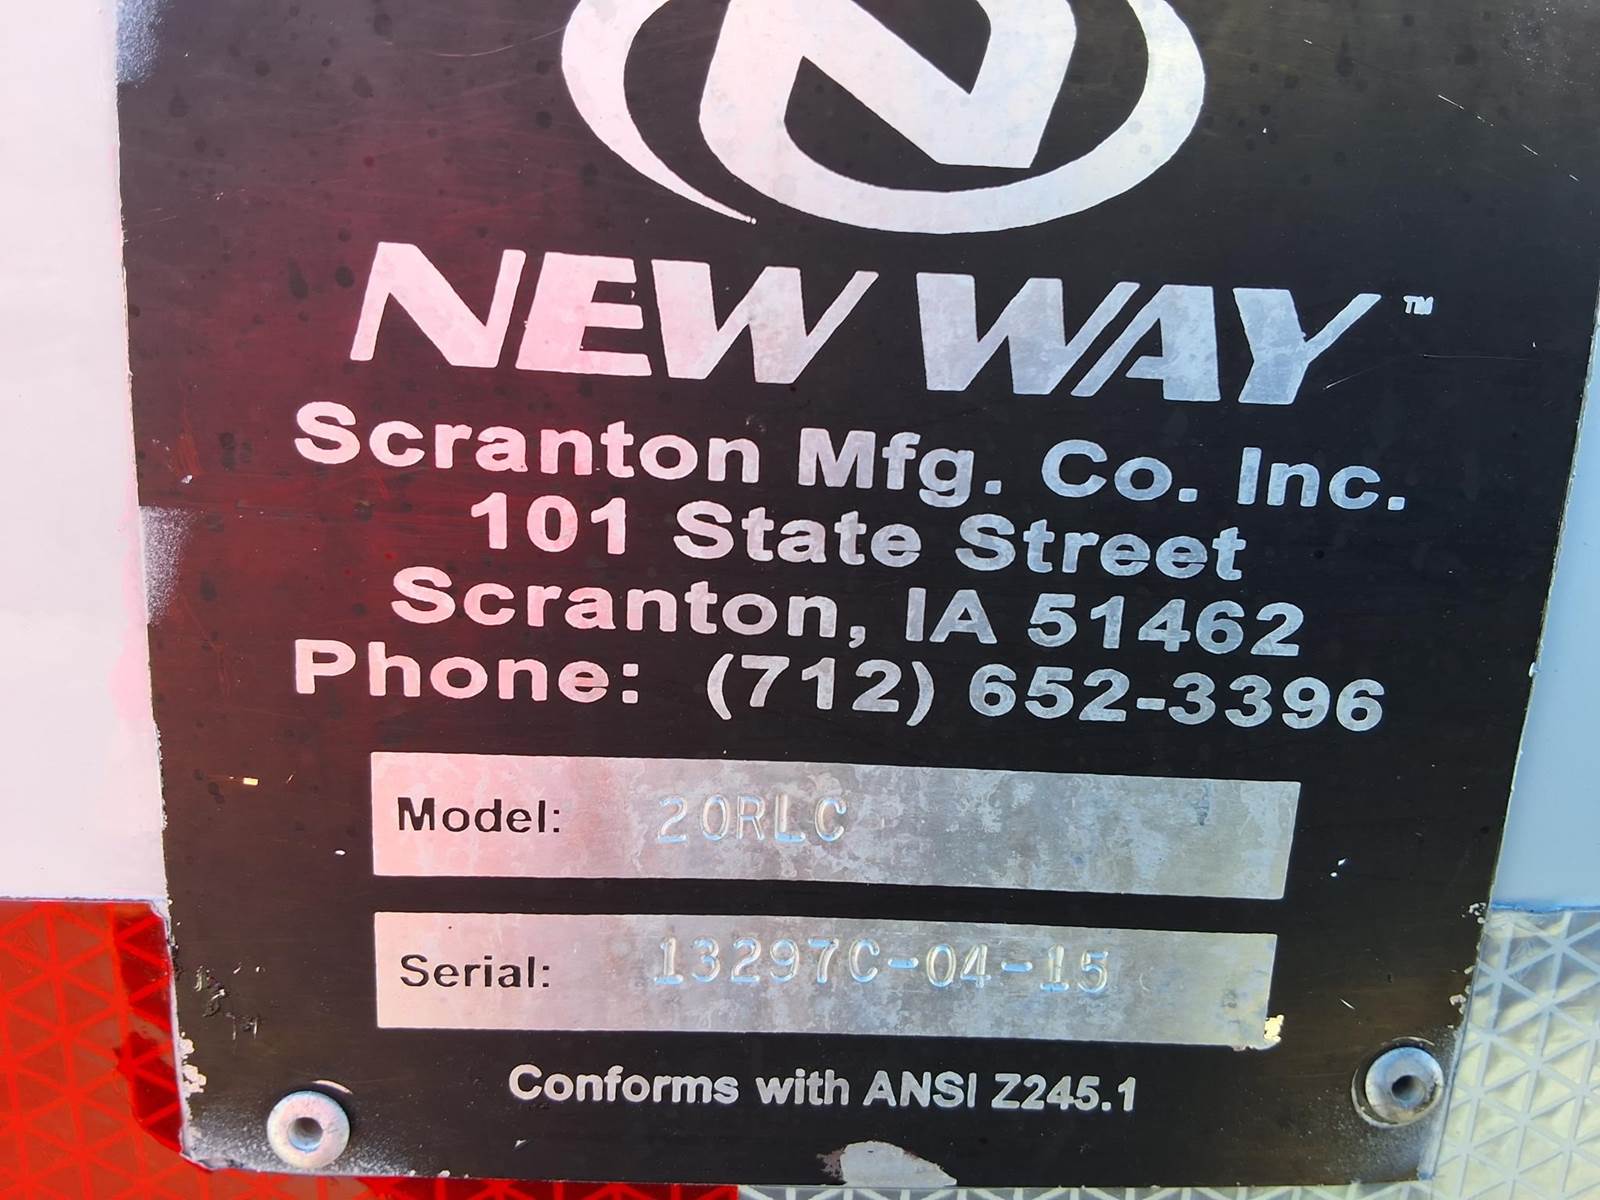 NEW WAY™
Scranton Mfg. Co. Inc.
101 State Street
Scranton, IA 51462
Phone: (712) 652-3396
Model: 20RLC
Serial: 13297C-04-15
Conforms with ANSI Z245.1